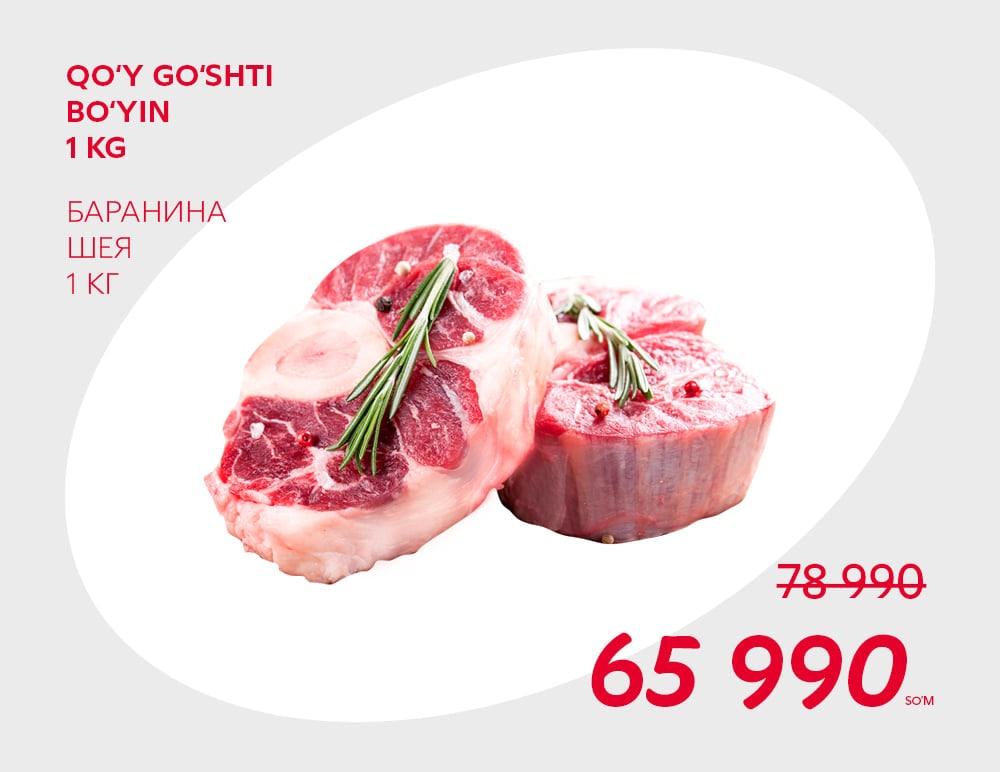 QO‘Y GO‘SHTI
BO‘YIN
1 KG
БАРАНИНА
ШЕЯ
1 КГ
78 990
65 990 SO‘M